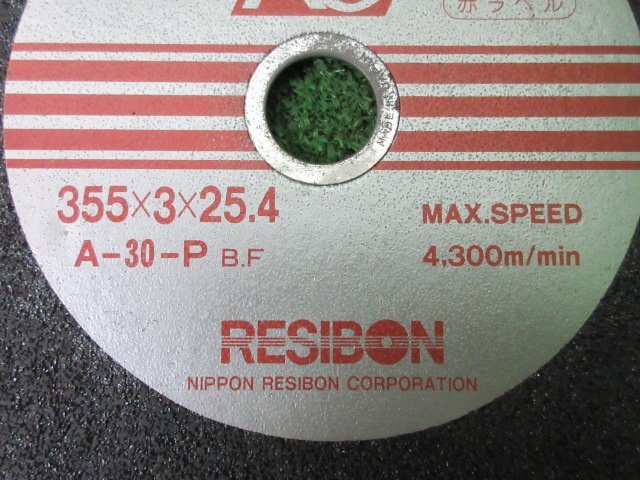 赤ラベル
355×3×25.4
MAX.SPEED
A-30-P B.F
4,300m/min
RESIBON
NIPPON RESIBON CORPORATION